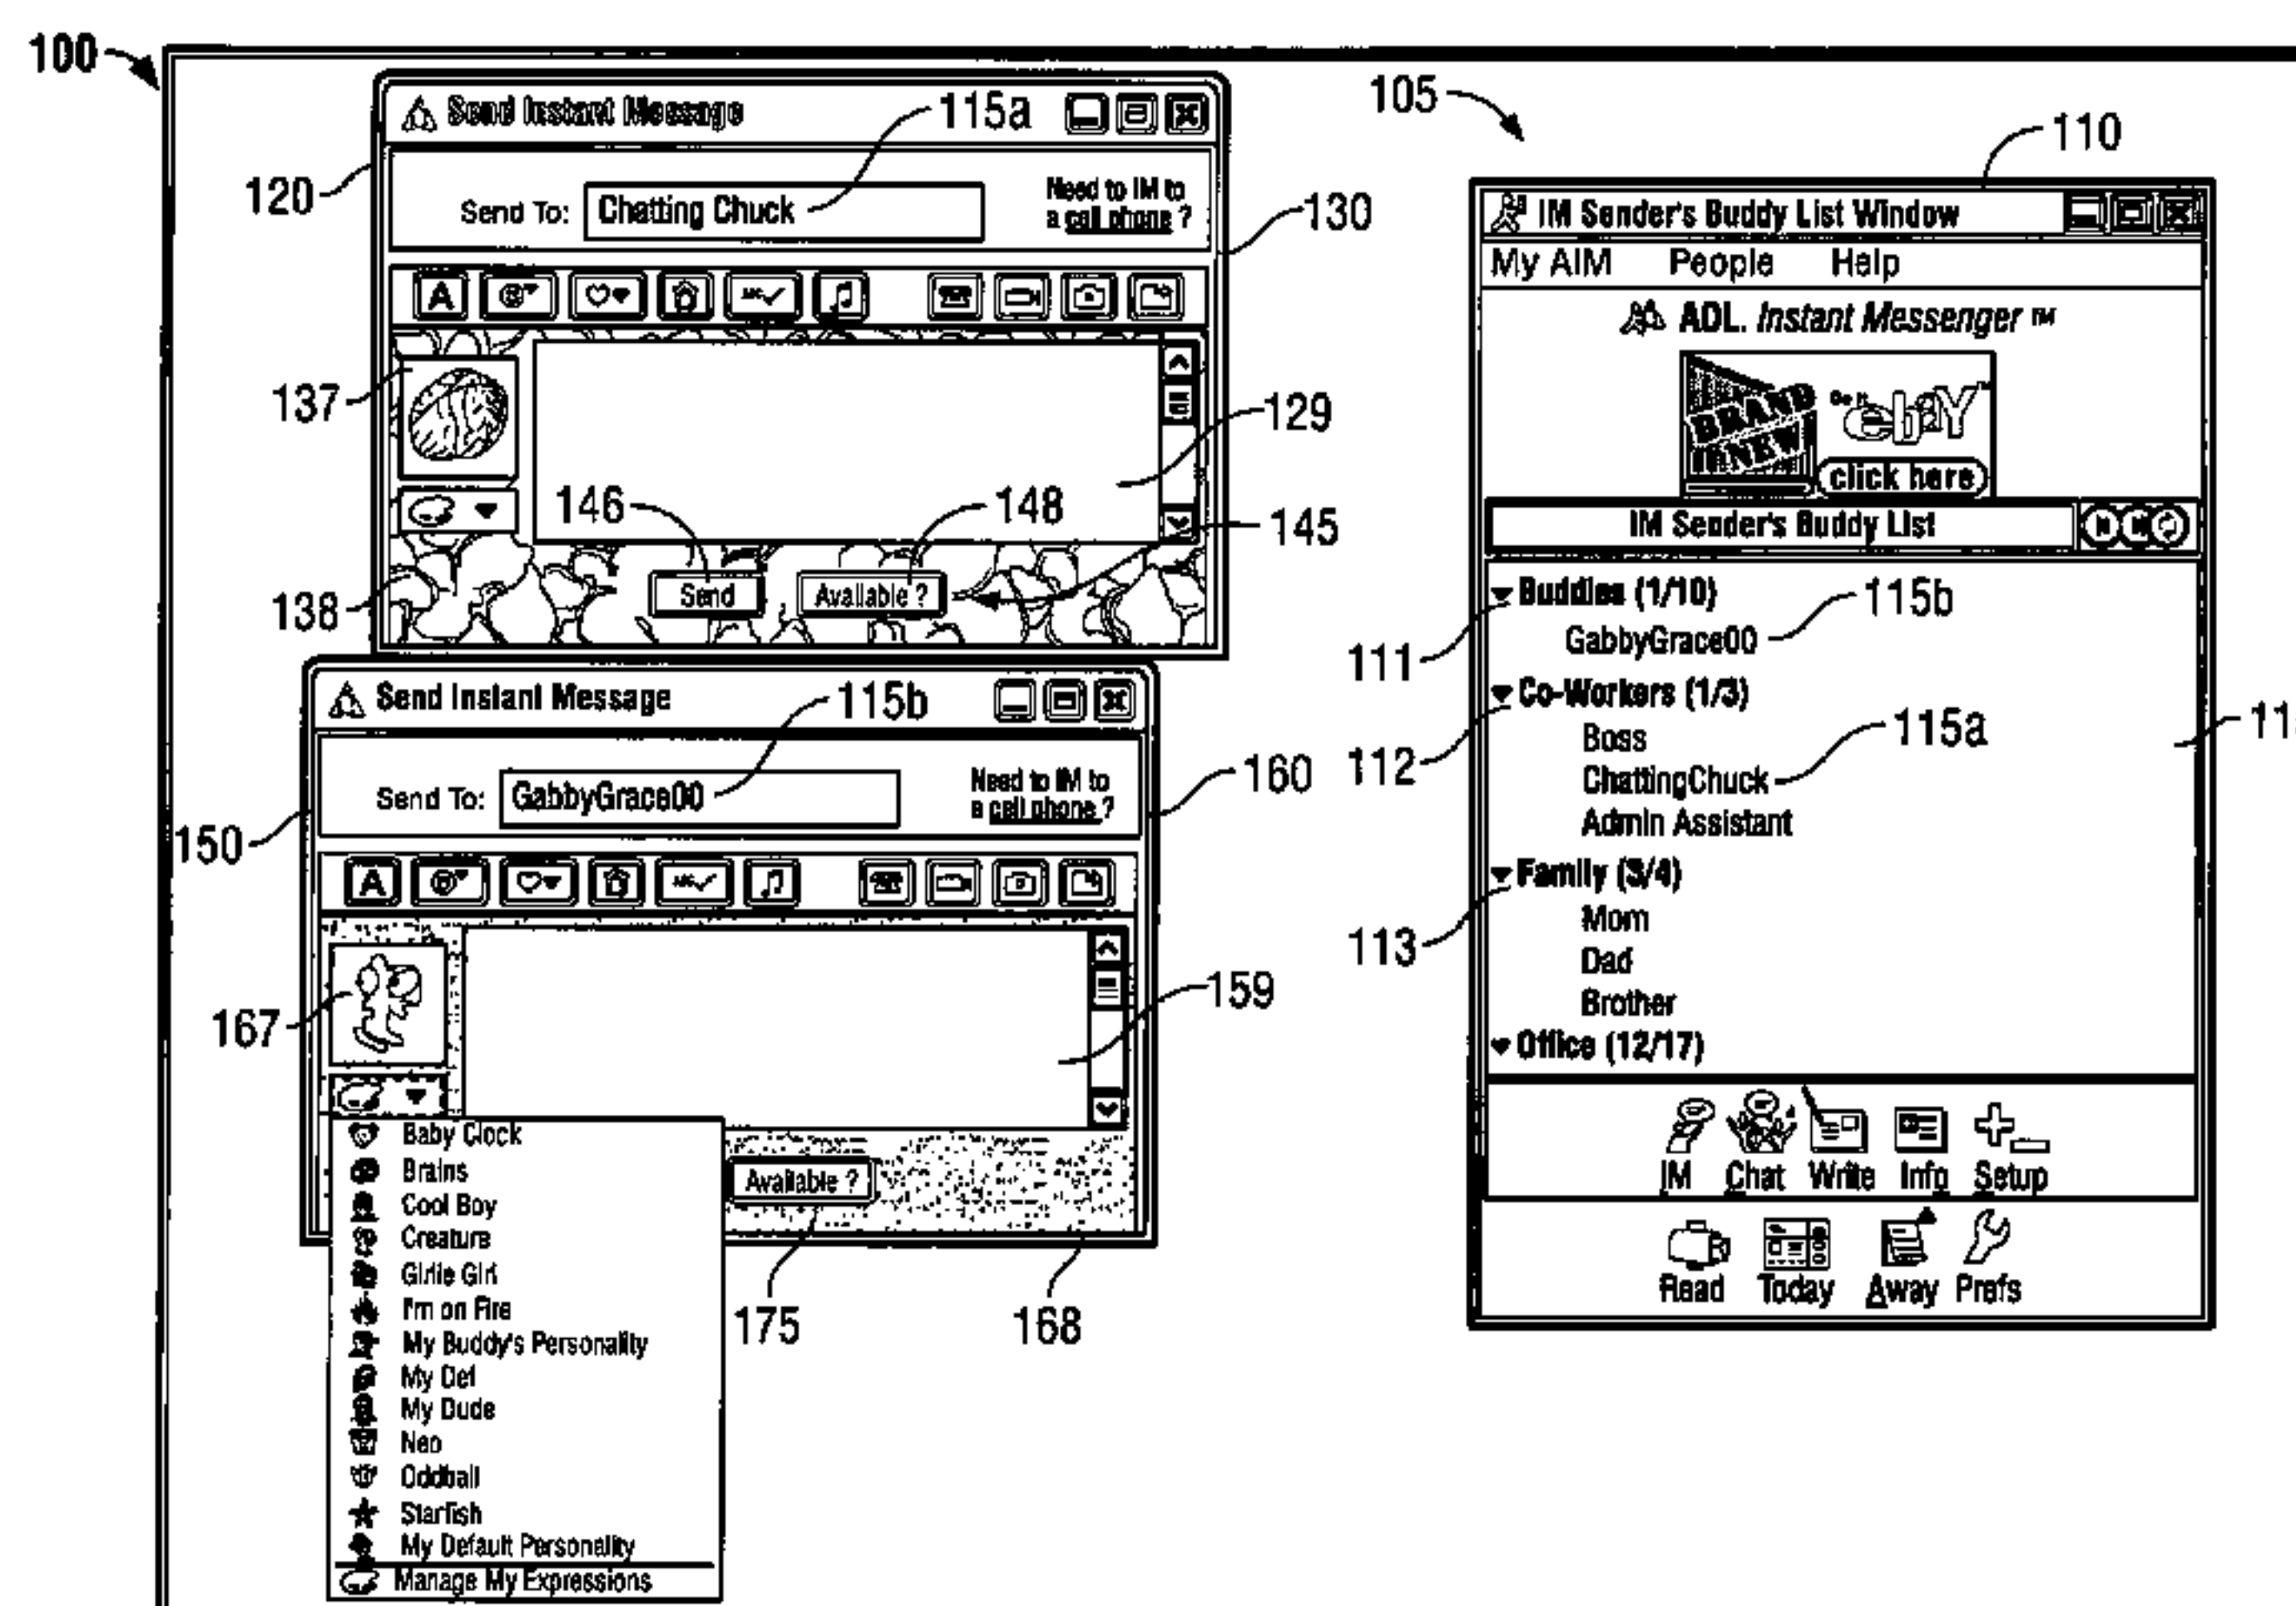 100
Send Instant Message
115a
120
Send To:
Chatting Chuck
Need to IM to
a cell phone ?
130
A
137
129
146
148
145
Send
Available ?
138
Send Instant Message
115b
150
Send To:
GabbyGrace00
Need to IM to
a cell phone ?
160
A
167
159
Available ?
175
168
Baby Clock
Brains
Cool Boy
Creature
Girlie Girl
I'm on Fire
My Buddy's Personality
My Def
My Dude
Neo
Oddball
Starfish
My Default Personality
Manage My Expressions
105
110
IM Sender's Buddy List Window
My AIM People Help
AOL. Instant Messenger TM
BRAND
NEW
ebaY
click here
IM Sender's Buddy List
Buddies (1/10)
115b
GabbyGrace00
111
Co-Workers (1/3)
112
Boss
115a
ChattingChuck
Admin Assistant
Family (3/4)
113
Mom
Dad
Brother
Office (12/17)
IM Chat Write Info Setup
Read Today Away Prefs